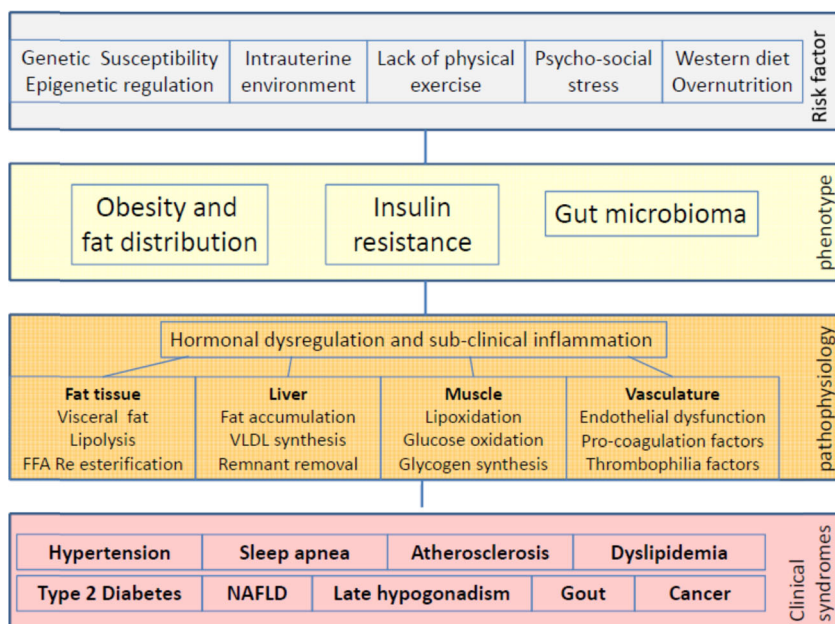 Genetic Susceptibility
Epigenetic regulation
Intrauterine
environment
Lack of physical
exercise
Psycho-social
stress
Western diet
Overnutrition
Risk factor
Obesity and
fat distribution
Insulin
resistance
Gut microbioma
phenotype
Hormonal dysregulation and sub-clinical inflammation
Fat tissue
Visceral fat
Lipolysis
FFA Re esterification
Liver
Fat accumulation
VLDL synthesis
Remnant removal
Muscle
Lipoxidation
Glucose oxidation
Glycogen synthesis
Vasculature
Endothelial dysfunction
Pro-coagulation factors
Thrombophilia factors
pathophysiology
Hypertension
Sleep apnea
Atherosclerosis
Dyslipidemia
Type 2 Diabetes
NAFLD
Late hypogonadism
Gout
Cancer
Clinical
syndromes